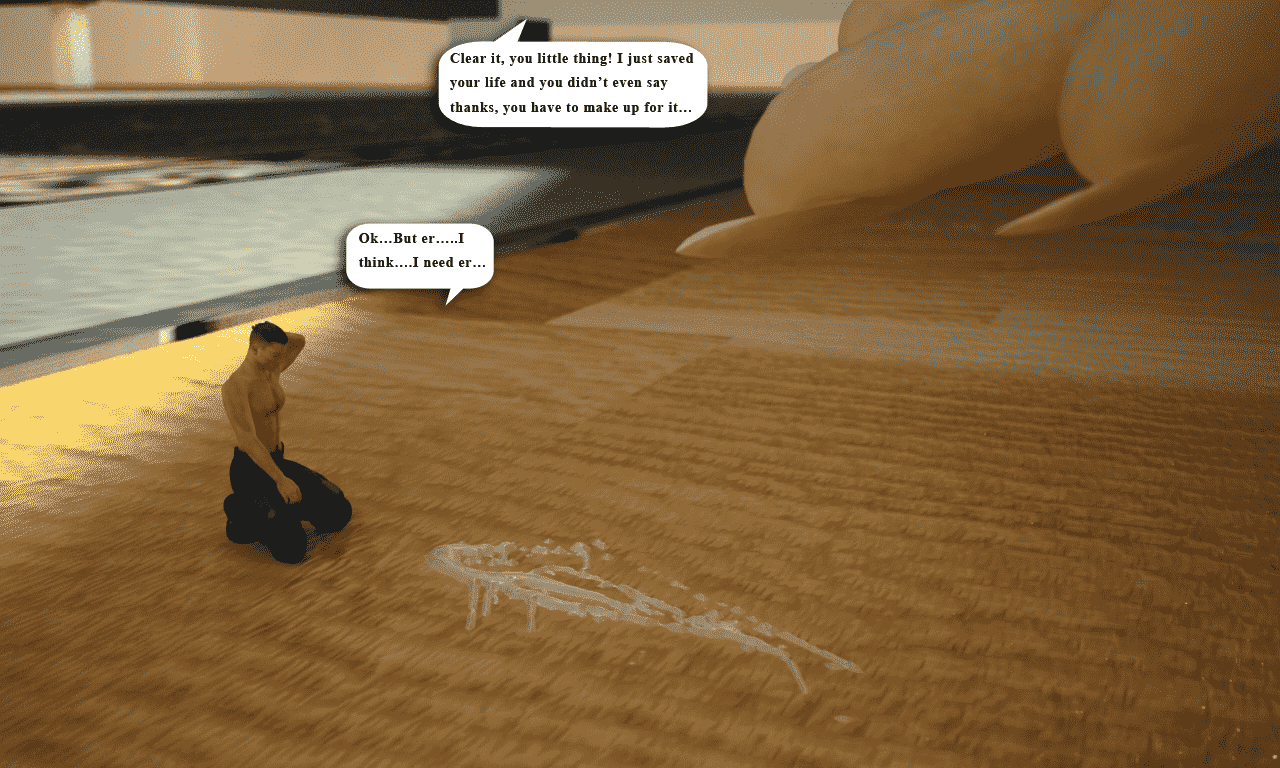 Clear it, you little thing! I just saved
your life and you didn’t even say
thanks, you have to make up for it…
Ok…But er…..I
think….I need er…